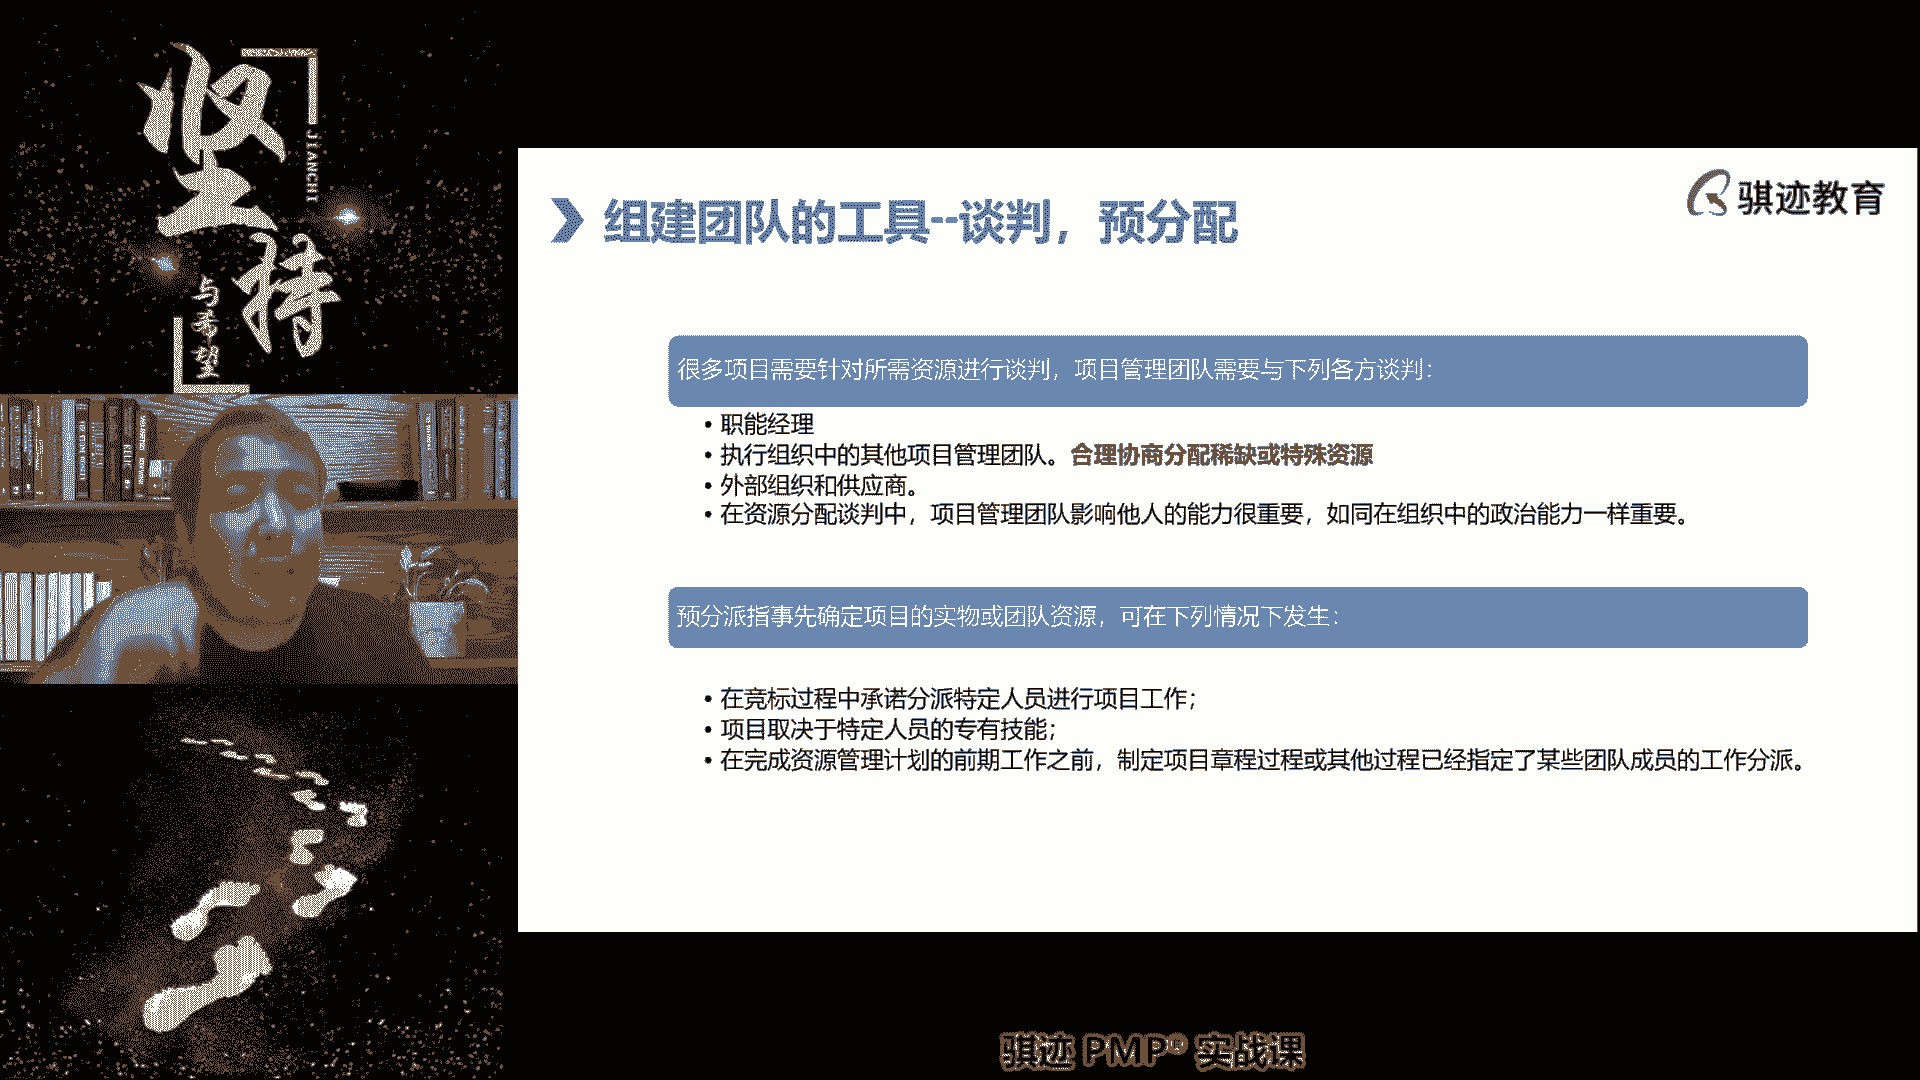 坚持
JIANCHI
与希望
骐迹教育
组建团队的工具--谈判，预分配
很多项目需要针对所需资源进行谈判，项目管理团队需要与下列各方谈判：
• 职能经理
• 执行组织中的其他项目管理团队。合理协商分配稀缺或特殊资源
• 外部组织和供应商。
• 在资源分配谈判中，项目管理团队影响他人的能力很重要，如同在组织中的政治能力一样重要。
预分派指事先确定项目的实物或团队资源，可在下列情况下发生：
• 在竞标过程中承诺分派特定人员进行项目工作；
• 项目取决于特定人员的专有技能；
• 在完成资源管理计划的前期工作之前，制定项目章程过程或其他过程已经指定了某些团队成员的工作分派。
骐迹 PMP® 实战课